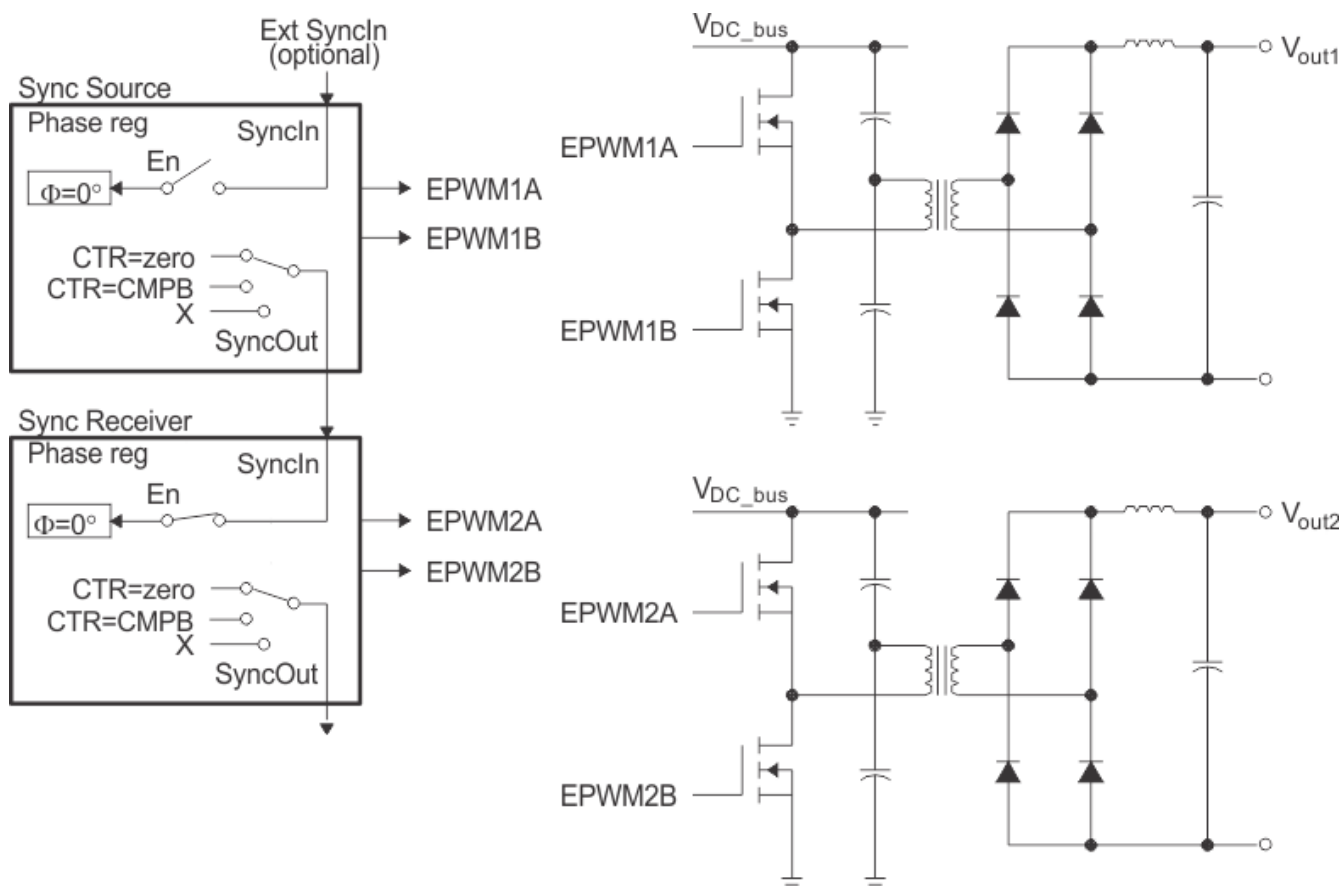 Ext SyncIn
(optional)
Sync Source
Phase reg
SyncIn
En
Φ=0°
EPWM1A
EPWM1B
CTR=zero
CTR=CMPB
X
SyncOut
Sync Receiver
Phase reg
SyncIn
En
Φ=0°
EPWM2A
EPWM2B
CTR=zero
CTR=CMPB
X
SyncOut
VDC_bus
Vout1
EPWM1A
EPWM1B
VDC_bus
Vout2
EPWM2A
EPWM2B